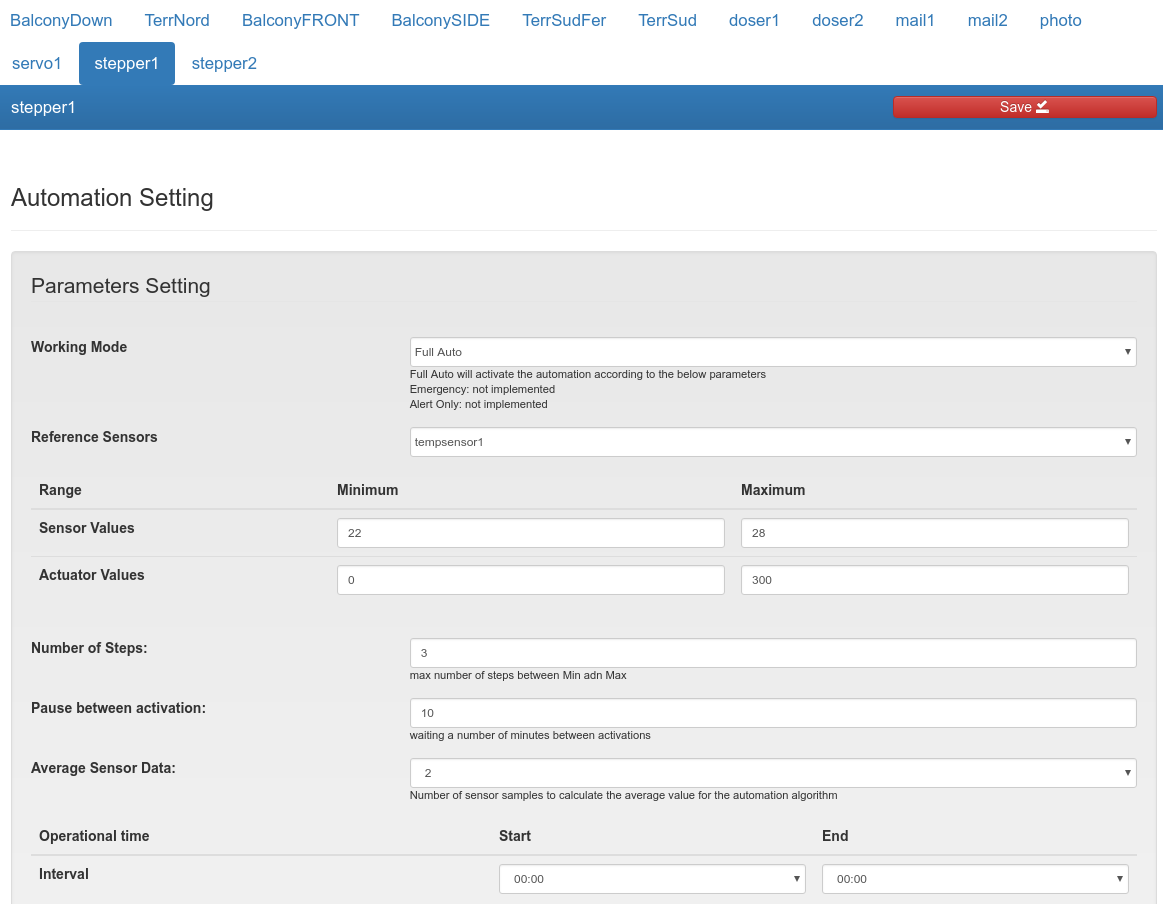 BalconyDown TerrNord BalconyFRONT BalconySIDE TerrSudFer TerrSud doser1 doser2 mail1 mail2 photo
servo1 stepper1 stepper2
stepper1 Save
Automation Setting
Parameters Setting
Working Mode Full Auto
Full Auto will activate the automation according to the below parameters
Emergency: not implemented
Alert Only: not implemented
Reference Sensors tempsensor1
Range Minimum Maximum
Sensor Values 22 28
Actuator Values 0 300
Number of Steps: 3
max number of steps between Min adn Max
Pause between activation: 10
waiting a number of minutes between activations
Average Sensor Data: 2
Number of sensor samples to calculate the average value for the automation algorithm
Operational time Start End
Interval 00:00 00:00